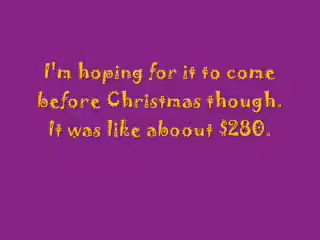 I'm hoping for it to come
before Christmas though.
It was like aboout $280.